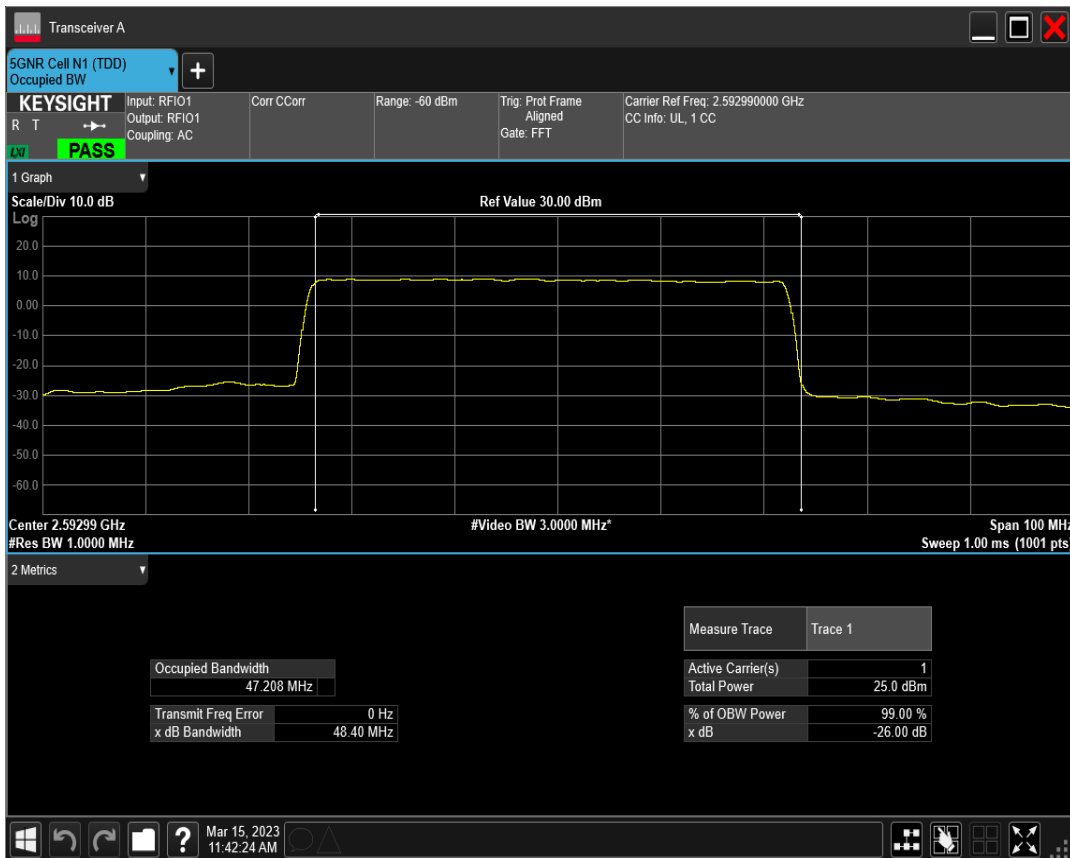 Transceiver A
5GNR Cell N1 (TDD)
Occupied BW
+
KEYSIGHT
R T
LXI
PASS
Input: RFIO1
Output: RFIO1
Coupling: AC
Corr CCorr
Range: -60 dBm
Trig: Prot Frame
Aligned
Gate: FFT
Carrier Ref Freq: 2.592990000 GHz
CC Info: UL, 1 CC
1 Graph
Scale/Div 10.0 dB
Ref Value 30.00 dBm
Log
20.0
10.0
0.00
-10.0
-20.0
-30.0
-40.0
-50.0
-60.0
Center 2.59299 GHz
#Video BW 3.0000 MHz*
Span 100 MHz
#Res BW 1.0000 MHz
Sweep 1.00 ms (1001 pts)
2 Metrics
Measure Trace Trace 1
Occupied Bandwidth
47.208 MHz
Active Carrier(s) 1
Total Power 25.0 dBm
Transmit Freq Error 0 Hz
x dB Bandwidth 48.40 MHz
% of OBW Power 99.00 %
x dB -26.00 dB
?
Mar 15, 2023
11:42:24 AM